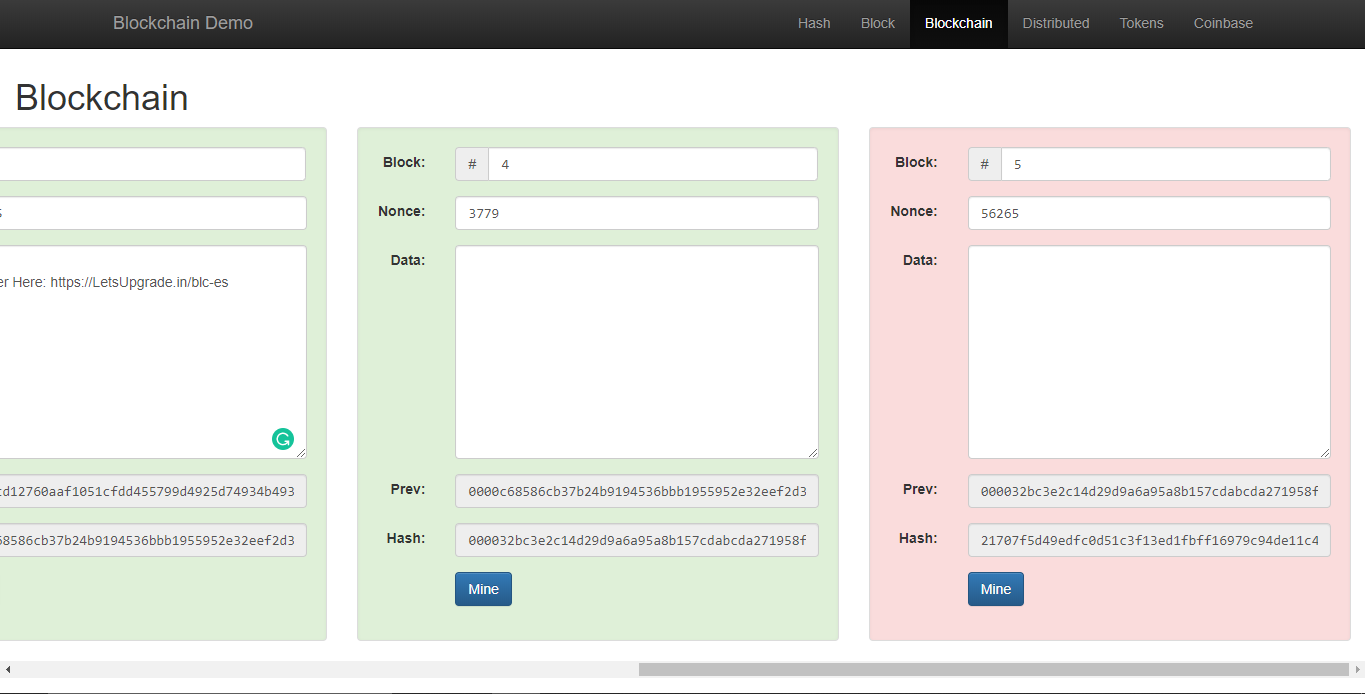 Blockchain Demo Hash Block Blockchain Distributed Tokens Coinbase
Blockchain
er Here: https://LetsUpgrade.in/blc-es
d12760aaf1051cfdd455799d4925d74934b493
68586cb37b24b9194536bbb1955952e32eef2d3
Block: # 4
Nonce: 3779
Data:
Prev: 0000c68586cb37b24b9194536bbb1955952e32eef2d3
Hash: 000032bc3e2c14d29d9a6a95a8b157cdabcda271958f
Mine
Block: # 5
Nonce: 56265
Data:
Prev: 000032bc3e2c14d29d9a6a95a8b157cdabcda271958f
Hash: 21707f5d49edfc0d51c3f13ed1fbff16979c94de11c4
Mine